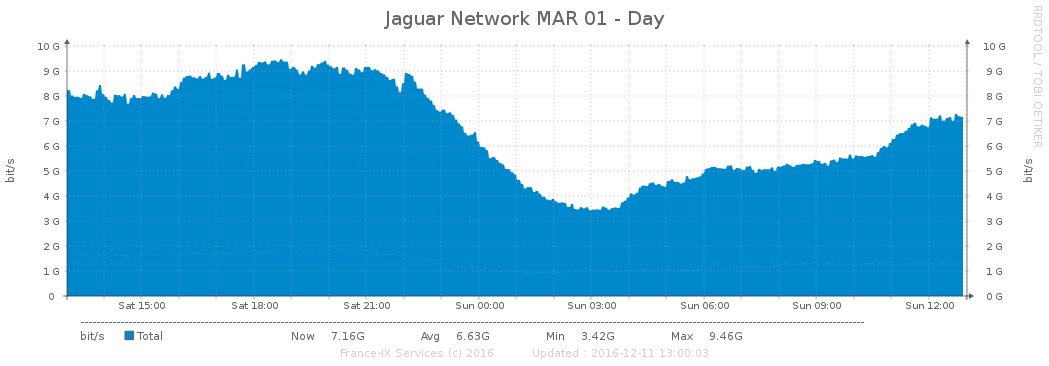 Jaguar Network MAR 01 - Day
RRDTOOL / TOBI OETIKER
bit/s
10 G 10 G
9 G 9 G
8 G 8 G
7 G 7 G
6 G 6 G
5 G 5 G
4 G 4 G
3 G 3 G
2 G 2 G
1 G 1 G
0 0 G
bit/s
Sat 15:00 Sat 18:00 Sat 21:00 Sun 00:00 Sun 03:00 Sun 06:00 Sun 09:00 Sun 12:00
bit/s Total Now 7.16G Avg 6.63G Min 3.42G Max 9.46G
France-IX Services (c) 2016 Updated : 2016-12-11 13:00:03